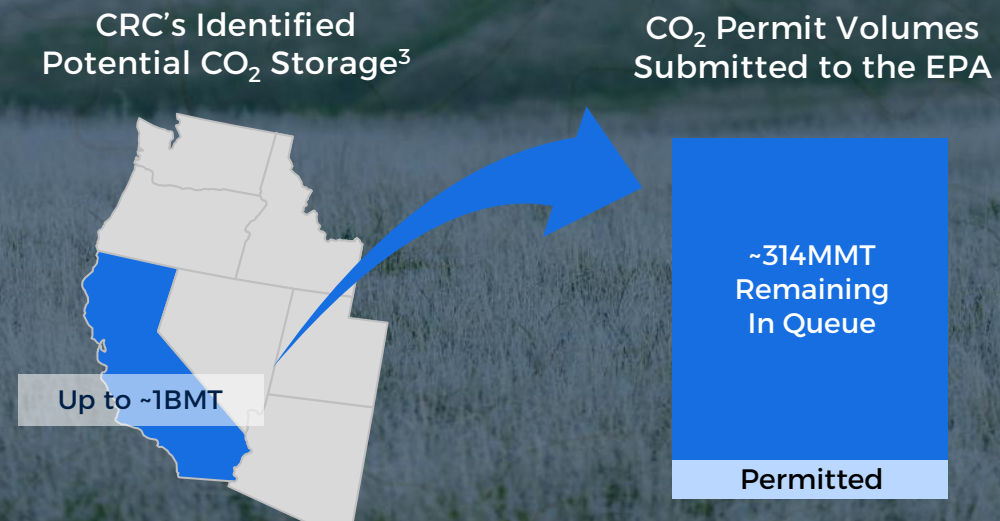 CRC’s Identified
Potential CO₂ Storage³
CO₂ Permit Volumes
Submitted to the EPA
Up to ~1BMT
~314MMT
Remaining
In Queue
Permitted